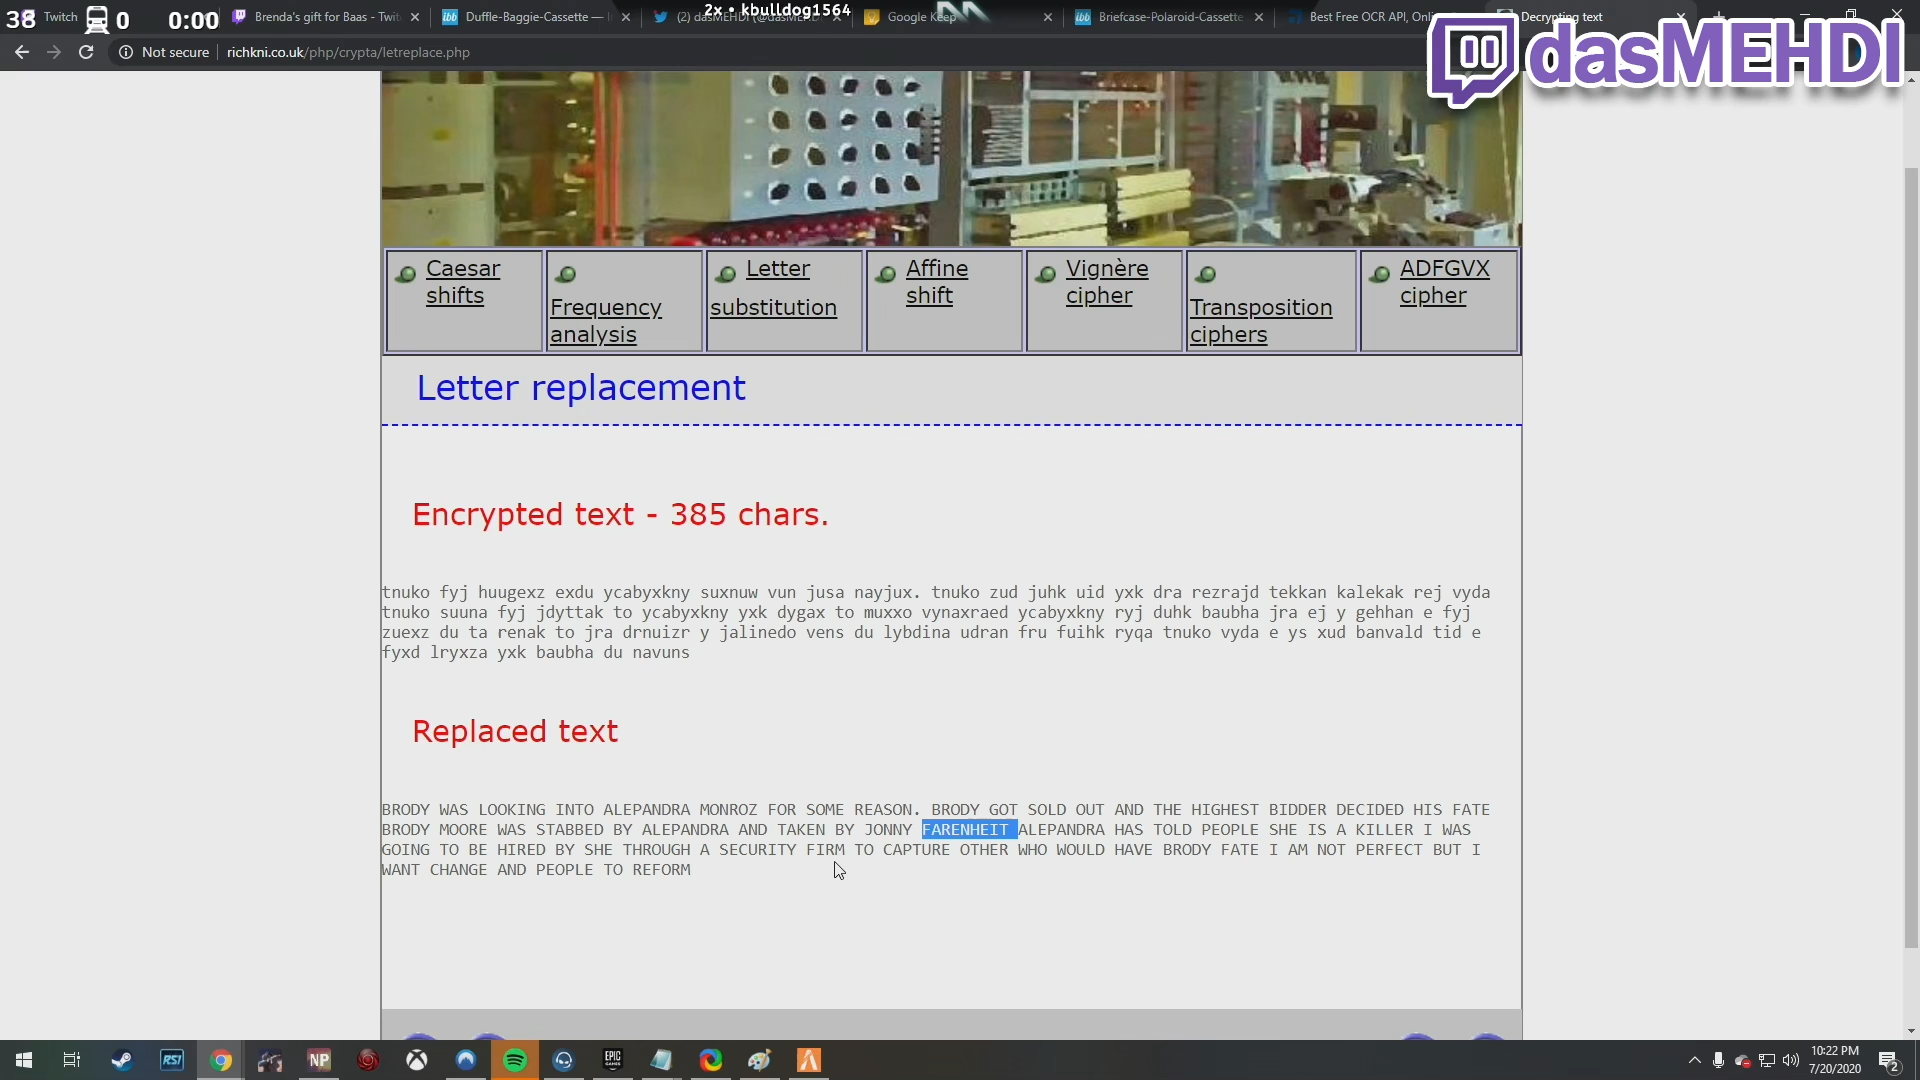 38 Twitch 0 0:00 Brenda's gift for Baas - Twit Duffle-Baggie-Cassette — 2x • kbulldog1564 (2) dasMEHDI Google Keep Briefcase-Polaroid-Cassette Best Free OCR API, Onli Decrypting text
Not secure richkni.co.uk/php/crypta/letreplace.php
dasMEHDI
Caesar shifts
Frequency analysis
Letter substitution
Affine shift
Vignère cipher
Transposition ciphers
ADFGVX cipher
Letter replacement
Encrypted text - 385 chars.
tnuko fyj huugexz exdu ycabyxkny suxnuw vun jusa nayjux. tnuko zud juhk uid yxk dra rezrajd tekkan kalekak rej vyda
tnuko suuna fyj jdyttak to ycabyxkny yxk dygax to muxxo vynaxraed ycabyxkny ryj duhk baubha jra ej y gehhan e fyj
zuexz du ta renak to jra drnuizr y jalinedo vens du lybdina udran fru fuihk ryqa tnuko vyda e ys xud banvald tid e
fyxd lryxza yxk baubha du navuns
Replaced text
BRODY WAS LOOKING INTO ALEPANDRA MONROZ FOR SOME REASON. BRODY GOT SOLD OUT AND THE HIGHEST BIDDER DECIDED HIS FATE
BRODY MOORE WAS STABBED BY ALEPANDRA AND TAKEN BY JONNY FARENHEIT ALEPANDRA HAS TOLD PEOPLE SHE IS A KILLER I WAS
GOING TO BE HIRED BY SHE THROUGH A SECURITY FIRM TO CAPTURE OTHER WHO WOULD HAVE BRODY FATE I AM NOT PERFECT BUT I
WANT CHANGE AND PEOPLE TO REFORM
RSI NP EPIC GAMES 10:22 PM
7/20/2020 2